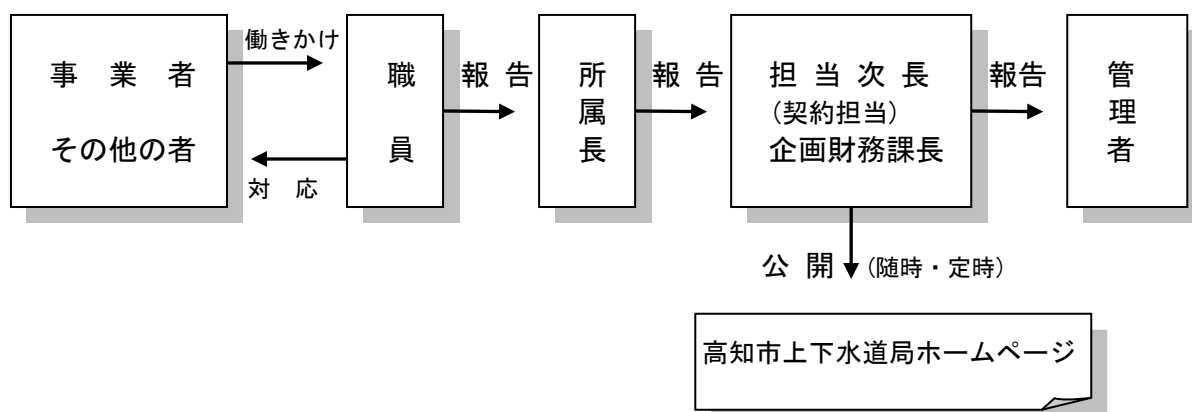 事業者
その他の者
働きかけ
対応
職員
報告
所属長
報告
担当次長
(契約担当)
企画財務課長
報告
管理者
公開
(随時・定時)
高知市上下水道局ホームページ